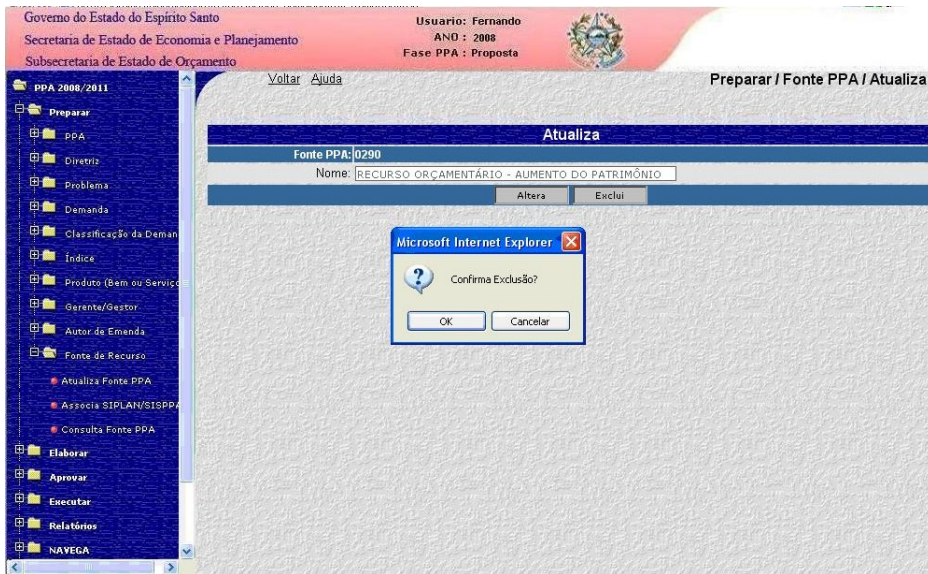 Governo do Estado do Espírito Santo
Secretaria de Estado de Economia e Planejamento
Subsecretaria de Estado de Orçamento
Usuario: Fernando
ANO : 2008
Fase PPA : Proposta
PPA 2008/2011
Preparar
PPA
Diretriz
Problema
Demanda
Classificação da Deman
Índice
Produto (Bem ou Serviço
Gerente/Gestor
Autor de Emenda
Fonte de Recurso
Atualiza Fonte PPA
Associa SIPLAN/SISPPA
Consulta Fonte PPA
Elaborar
Aprovar
Executar
Relatórios
NAVEGA
Voltar Ajuda
Preparar / Fonte PPA / Atualiza
Atualiza
Fonte PPA: 0290
Nome: RECURSO ORÇAMENTÁRIO - AUMENTO DO PATRIMÔNIO
Altera Exclui
Microsoft Internet Explorer
Confirma Exclusão?
OK Cancelar